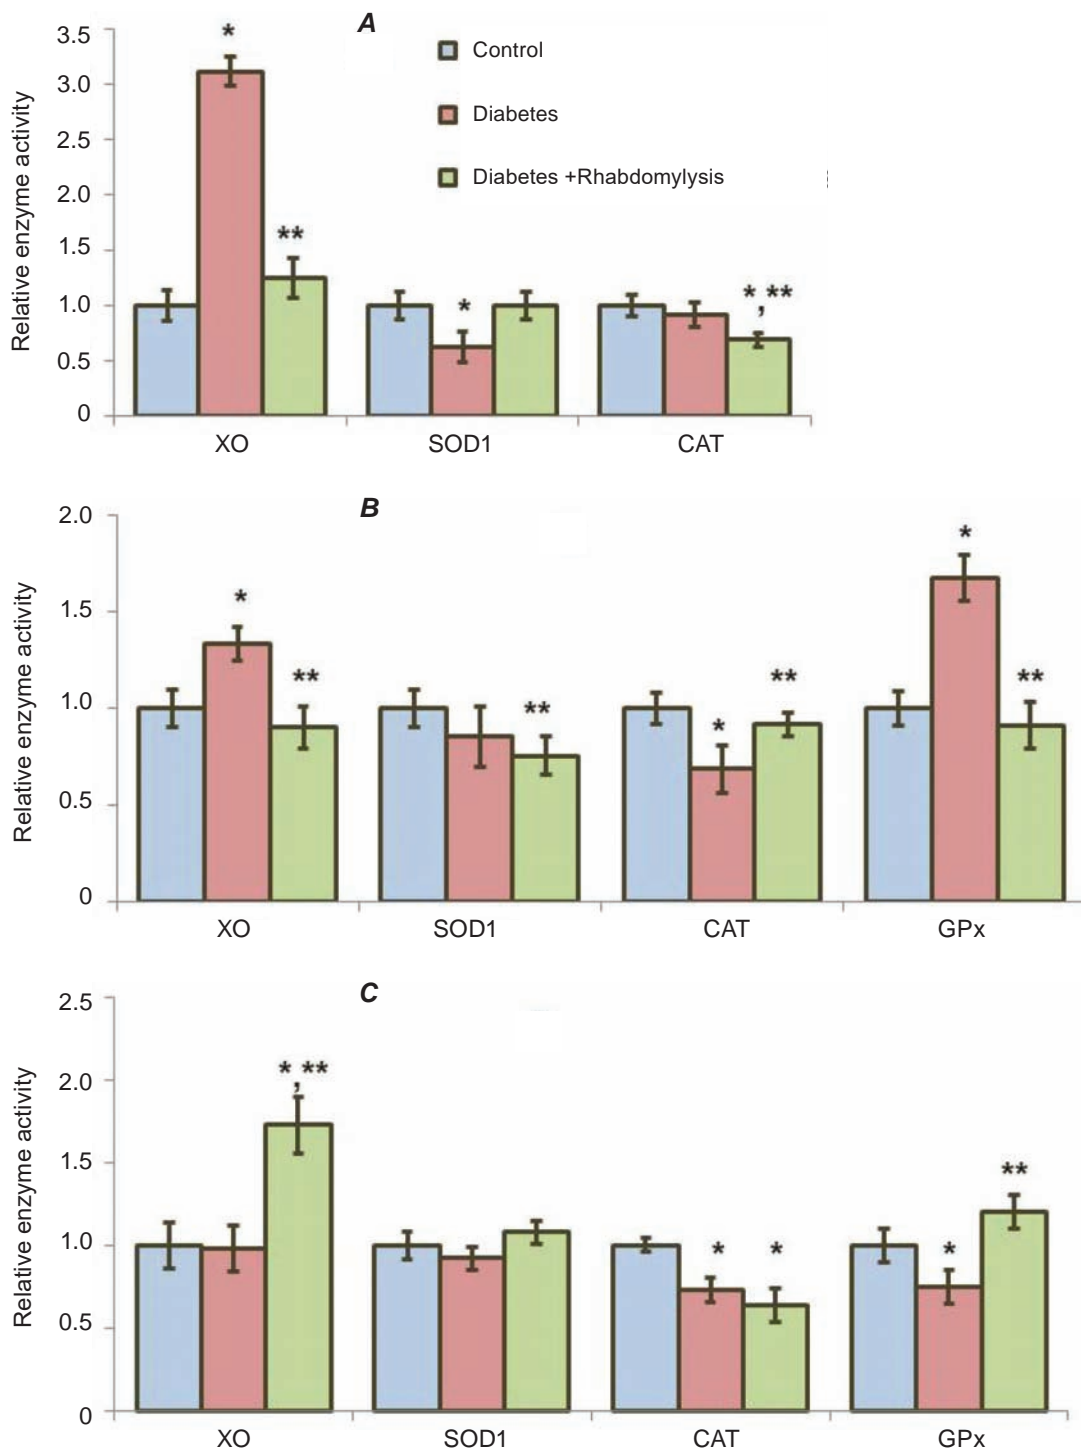 A
Relative enzyme activity
3.5
3.0
2.5
2.0
1.5
1.0
0.5
0
*
**
*
*,**
Control
Diabetes
Diabetes +Rhabdomylysis
XO SOD1 CAT
B
Relative enzyme activity
2.0
1.5
1.0
0.5
0
*
**
**
*
**
*
**
XO SOD1 CAT GPx
C
Relative enzyme activity
2.5
2.0
1.5
1.0
0.5
0
*,**
*
*
*
**
XO SOD1 CAT GPx